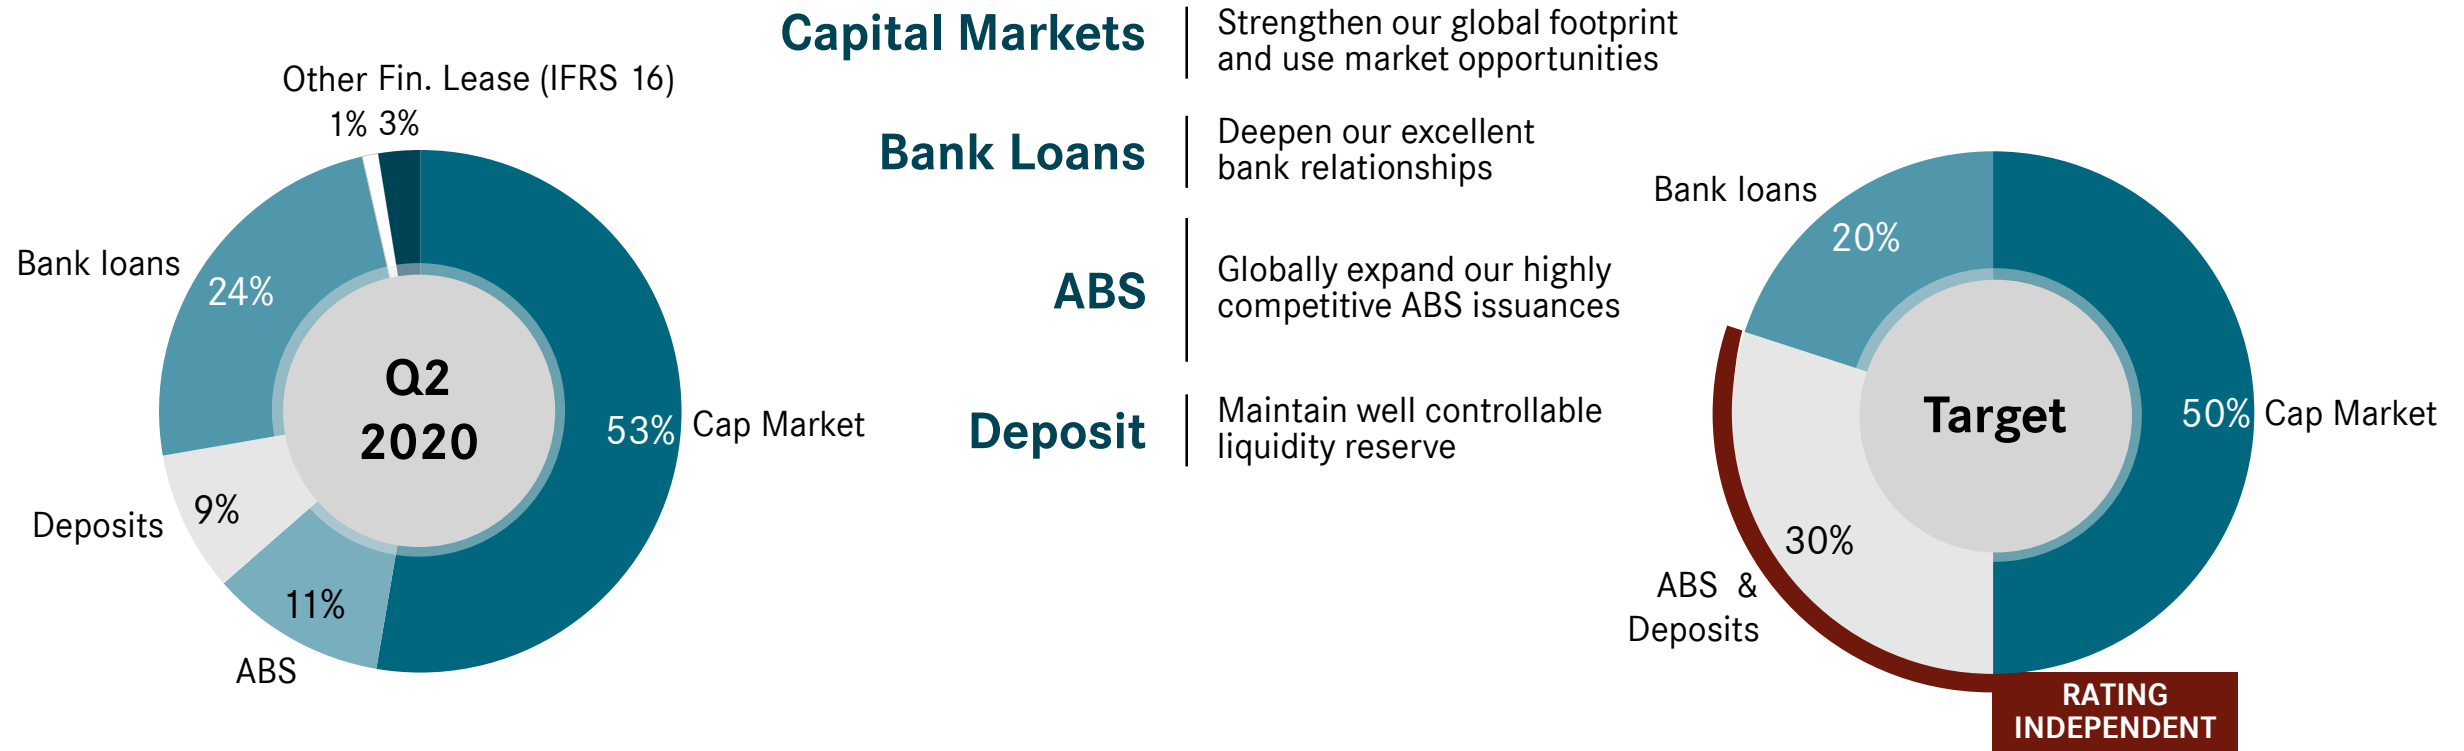 Other Fin. Lease (IFRS 16)
1% 3%
Bank loans
24%
Q2
2020
53% Cap Market
9%
Deposits
11%
ABS
Capital Markets
Strengthen our global footprint
and use market opportunities
Bank Loans
Deepen our excellent
bank relationships
ABS
Globally expand our highly
competitive ABS issuances
Deposit
Maintain well controllable
liquidity reserve
Bank loans
20%
Target
50% Cap Market
30%
ABS &
Deposits
RATING
INDEPENDENT